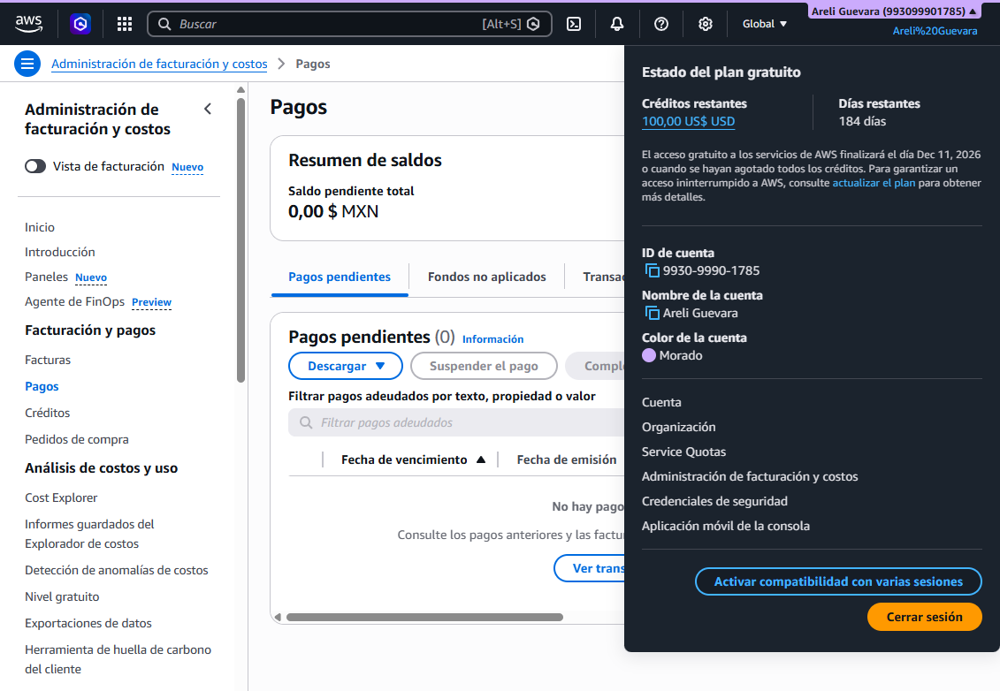 aws
Buscar
[Alt+S]
Global
Areli Guevara (993099901785)
Areli%20Guevara
Administración de facturación y costos
Pagos
Administración de
facturación y costos
Vista de facturación Nuevo
Inicio
Introducción
Paneles Nuevo
Agente de FinOps Preview
Facturación y pagos
Facturas
Pagos
Créditos
Pedidos de compra
Análisis de costos y uso
Cost Explorer
Informes guardados del
Explorador de costos
Detección de anomalías de costos
Nivel gratuito
Exportaciones de datos
Herramienta de huella de carbono
del cliente
Pagos
Resumen de saldos
Saldo pendiente total
0,00 $ MXN
Pagos pendientes
Fondos no aplicados
Transac
Pagos pendientes (0) Información
Descargar
Suspender el pago
Comple
Filtrar pagos adeudados por texto, propiedad o valor
Filtrar pagos adeudados
Fecha de vencimiento
Fecha de emisión
No hay pago
Consulte los pagos anteriores y las factu
Ver trans
Estado del plan gratuito
Créditos restantes
100,00 US$ USD
Días restantes
184 días
El acceso gratuito a los servicios de AWS finalizará el día Dec 11, 2026
o cuando se hayan agotado todos los créditos. Para garantizar un
acceso ininterrumpido a AWS, consulte actualizar el plan para obtener
más detalles.
ID de cuenta
9930-9990-1785
Nombre de la cuenta
Areli Guevara
Color de la cuenta
Morado
Cuenta
Organización
Service Quotas
Administración de facturación y costos
Credenciales de seguridad
Aplicación móvil de la consola
Activar compatibilidad con varias sesiones
Cerrar sesión